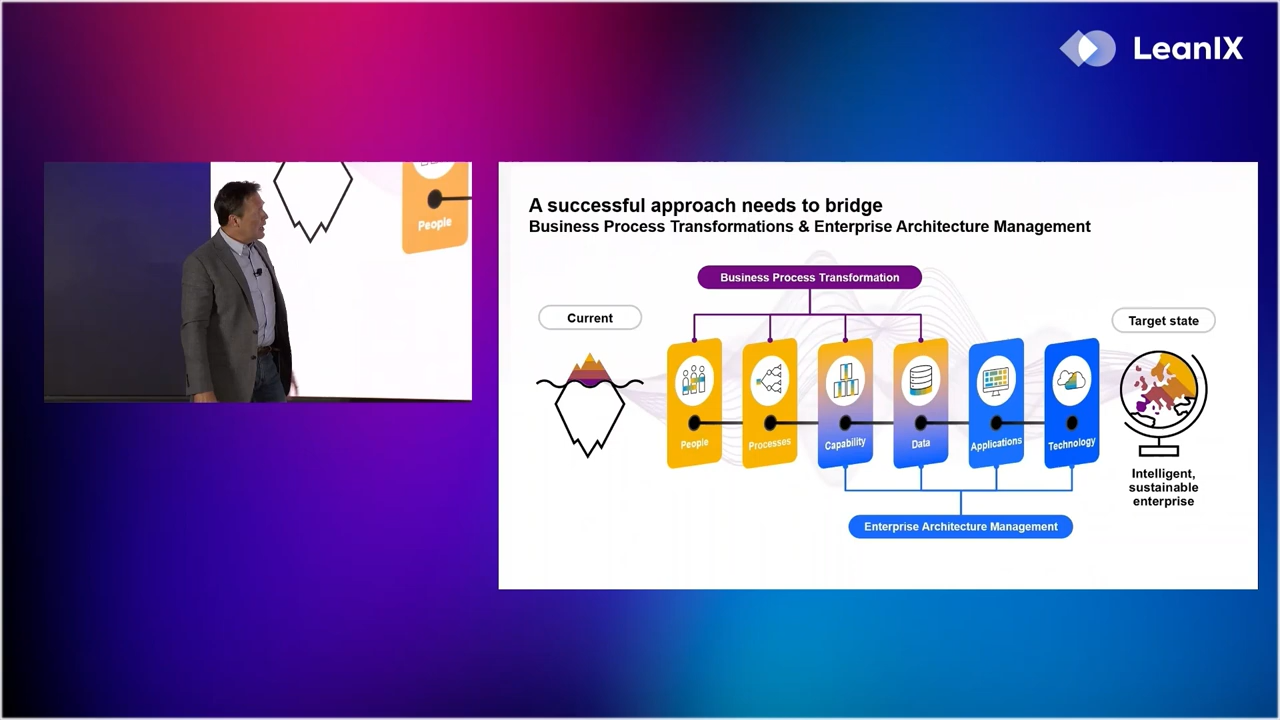 LeanIX
People
A successful approach needs to bridge
Business Process Transformations & Enterprise Architecture Management
Business Process Transformation
Current
Target state
People
Processes
Capability
Data
Applications
Technology
Intelligent,
sustainable
enterprise
Enterprise Architecture Management